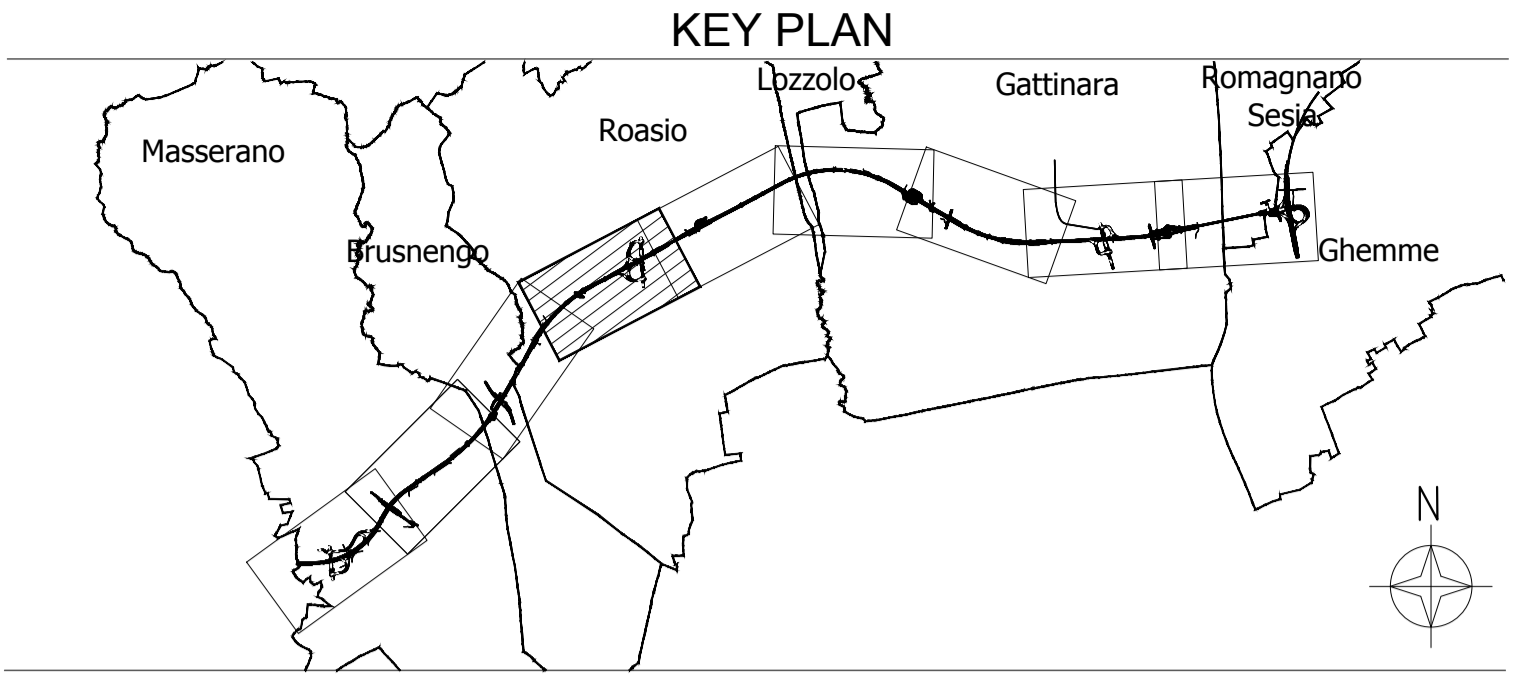 KEY PLAN
Lozzolo
Gattinara
Romagnano
Sesia
Roasio
Masserano
Brusnengo
Ghemme
N